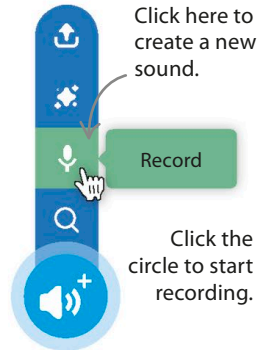 Click here to
create a new
sound.
Record
Click the
circle to start
recording.